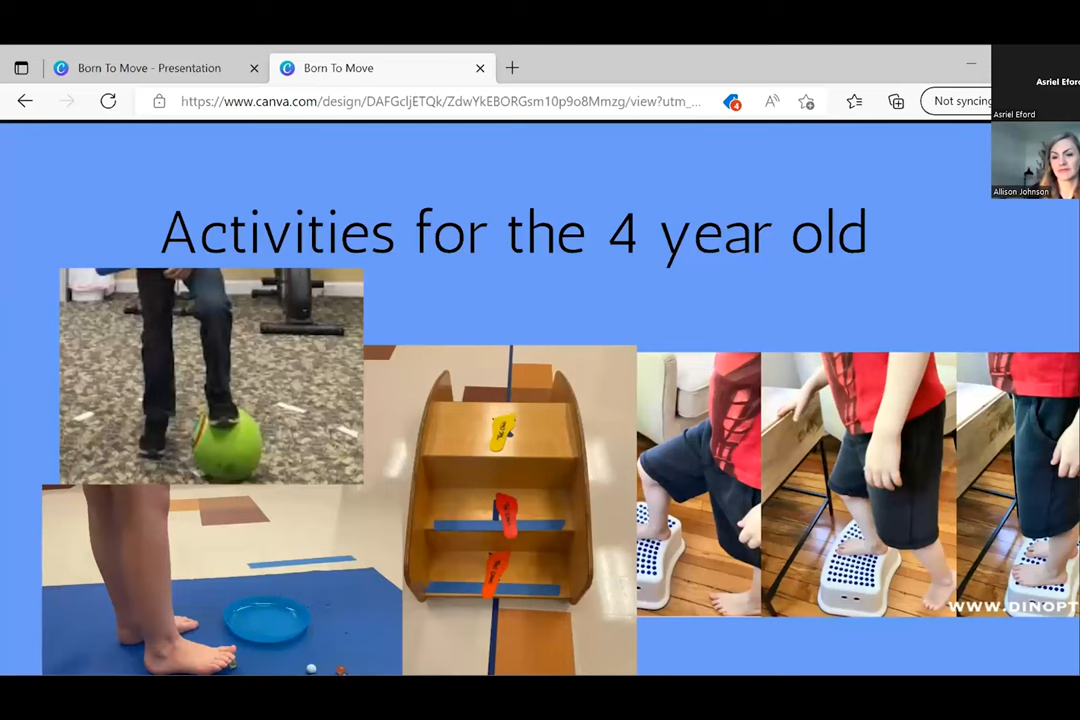 Born To Move - Presentation
Born To Move
https://www.canva.com/design/DAFGcljETQk/ZdwYkEBORGsm10p9o8Mmzg/view?utm_...
4
Not syncing
Asriel Eford
Asriel Eford
Allison Johnson
Activities for the 4 year old
WWW.DINOPT